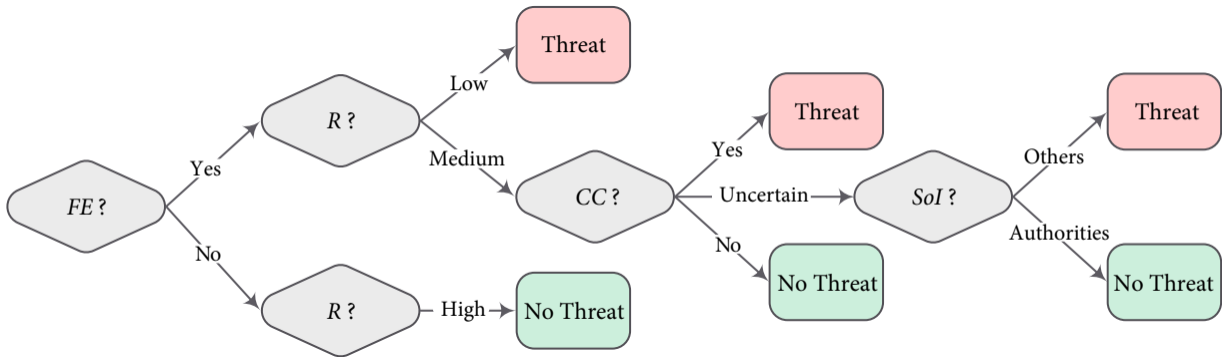 Threat
Low
R ?
Threat
Threat
Yes
Medium
Others
Yes
FE ?
CC ?
Uncertain
SoI ?
No
No
Authorities
No Threat
No Threat
R ?
High
No Threat